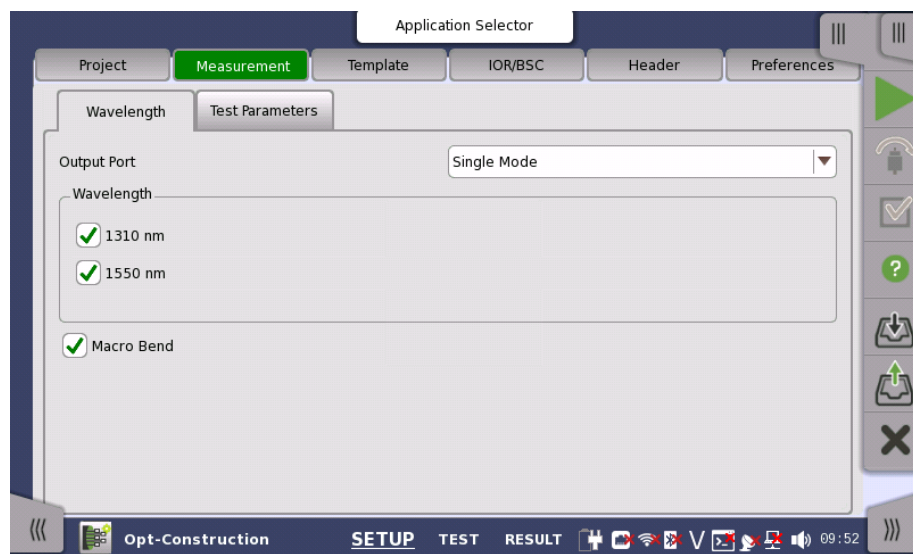 Application Selector
Project Measurement Template IOR/BSC Header Preferences
Wavelength Test Parameters
Output Port Single Mode
Wavelength
1310 nm
1550 nm
Macro Bend
Opt-Construction SETUP TEST RESULT 09:52